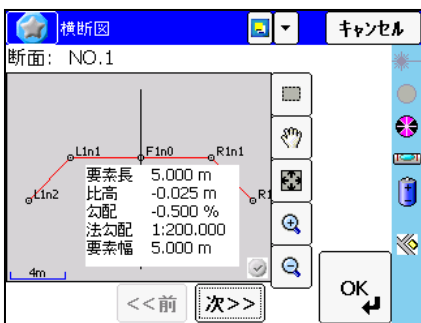 横断図
キャンセル
断面: NO.1
L1n1
F1n0
R1n1
L1n2
R1
要素長 5.000 m
比高 -0.025 m
勾配 -0.500 %
法勾配 1:200.000
要素幅 5.000 m
4m
<<前
次>>
OK